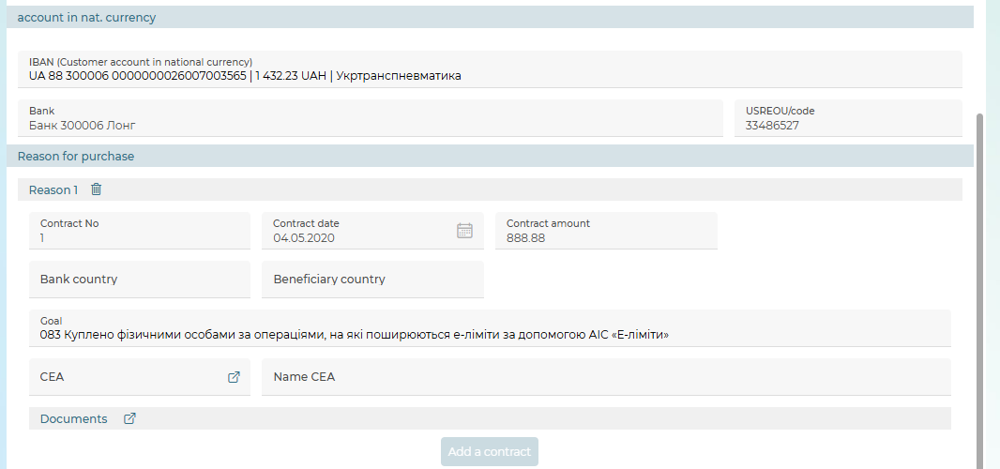 account in nat. currency
IBAN (Customer account in national currency)
UA 88 300006 0000000026007003565 | 1 432.23 UAH | Укртранспневматика
Bank
USREOU/code
Банк 300006 Лонг
33486527
Reason for purchase
Reason 1
Contract No
Contract date
Contract amount
1
04.05.2020
888.88
Bank country
Beneficiary country
Goal
083 Куплено фізичними особами за операціями, на які поширюються е-ліміти за допомогою АІС «Е-ліміти»
CEA
Name CEA
Documents
Add a contract